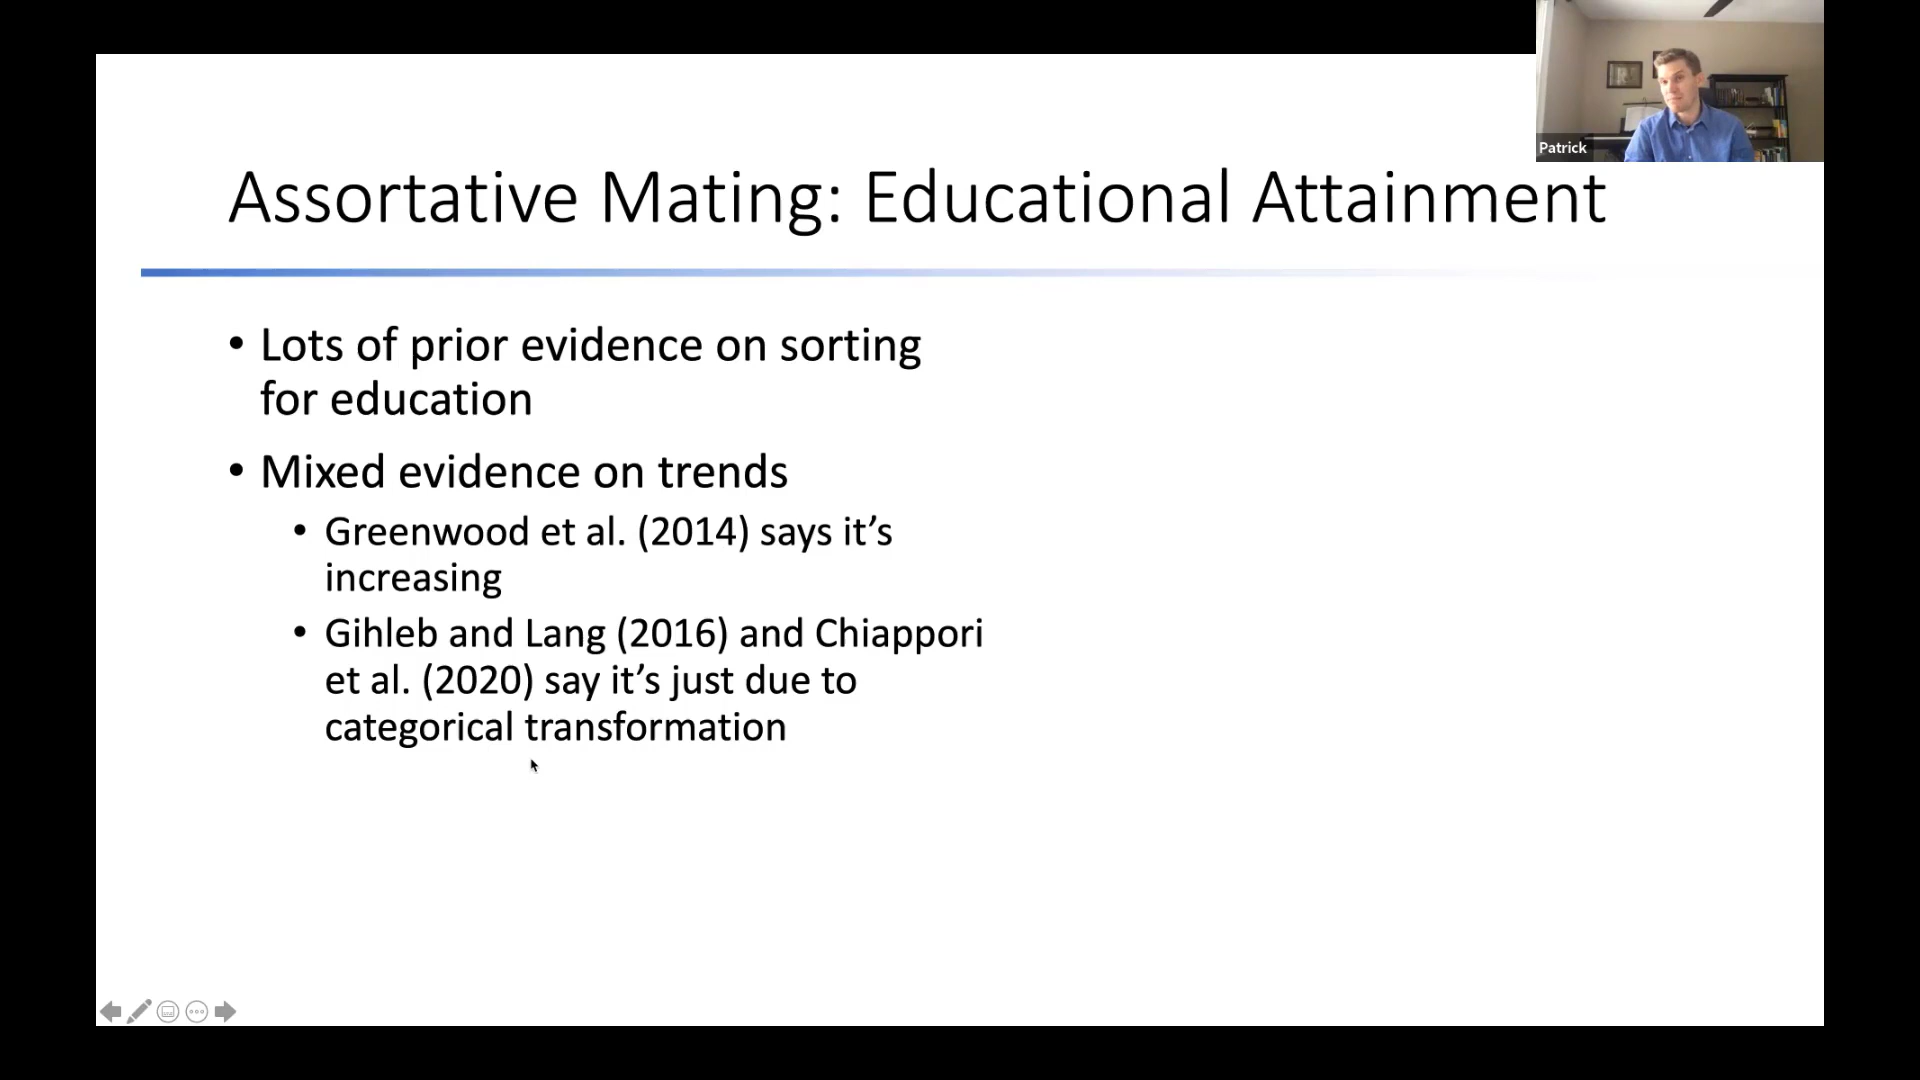 Patrick
Assortative Mating: Educational Attainment
• Lots of prior evidence on sorting
for education
• Mixed evidence on trends
• Greenwood et al. (2014) says it’s
increasing
• Gihleb and Lang (2016) and Chiappori
et al. (2020) say it’s just due to
categorical transformation